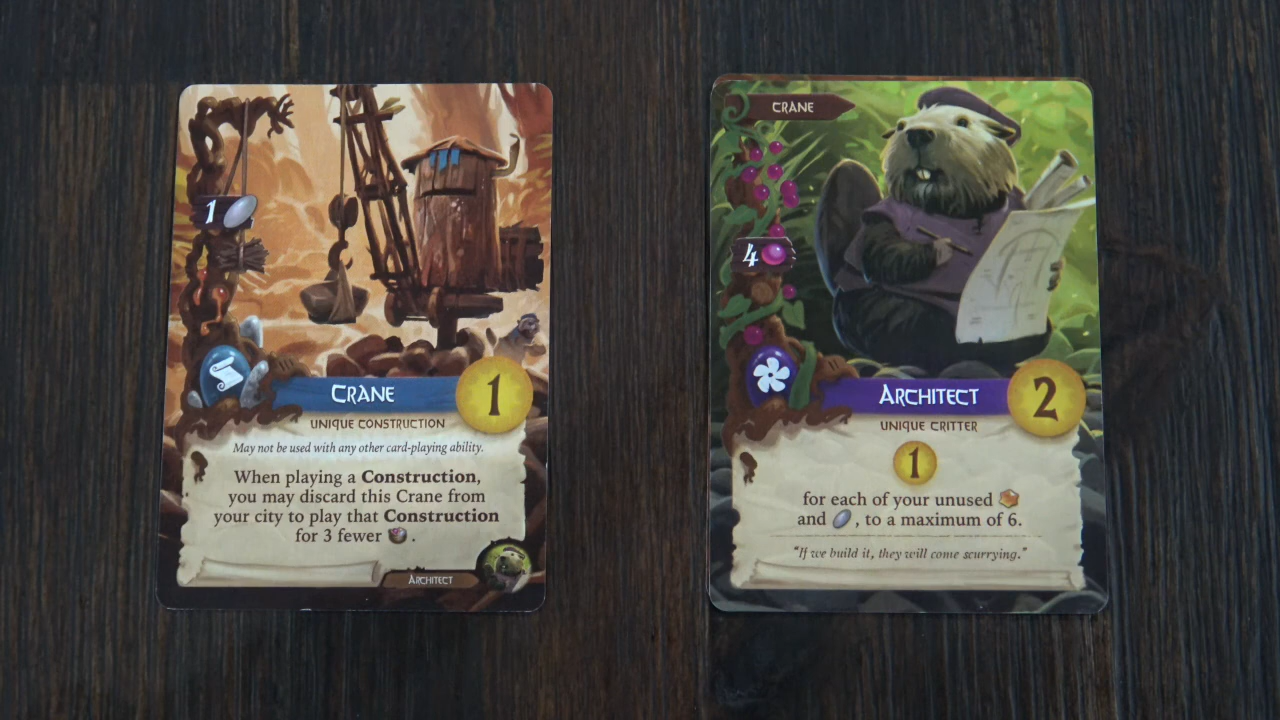 1
CRANE
1
UNIQUE CONSTRUCTION
May not be used with any other card-playing ability.
When playing a Construction,
you may discard this Crane from
your city to play that Construction
for 3 fewer .
ARCHITECT
CRANE
4
ARCHITECT
2
UNIQUE CRITTER
1
for each of your unused
and , to a maximum of 6.
"If we build it, they will come scurrying."